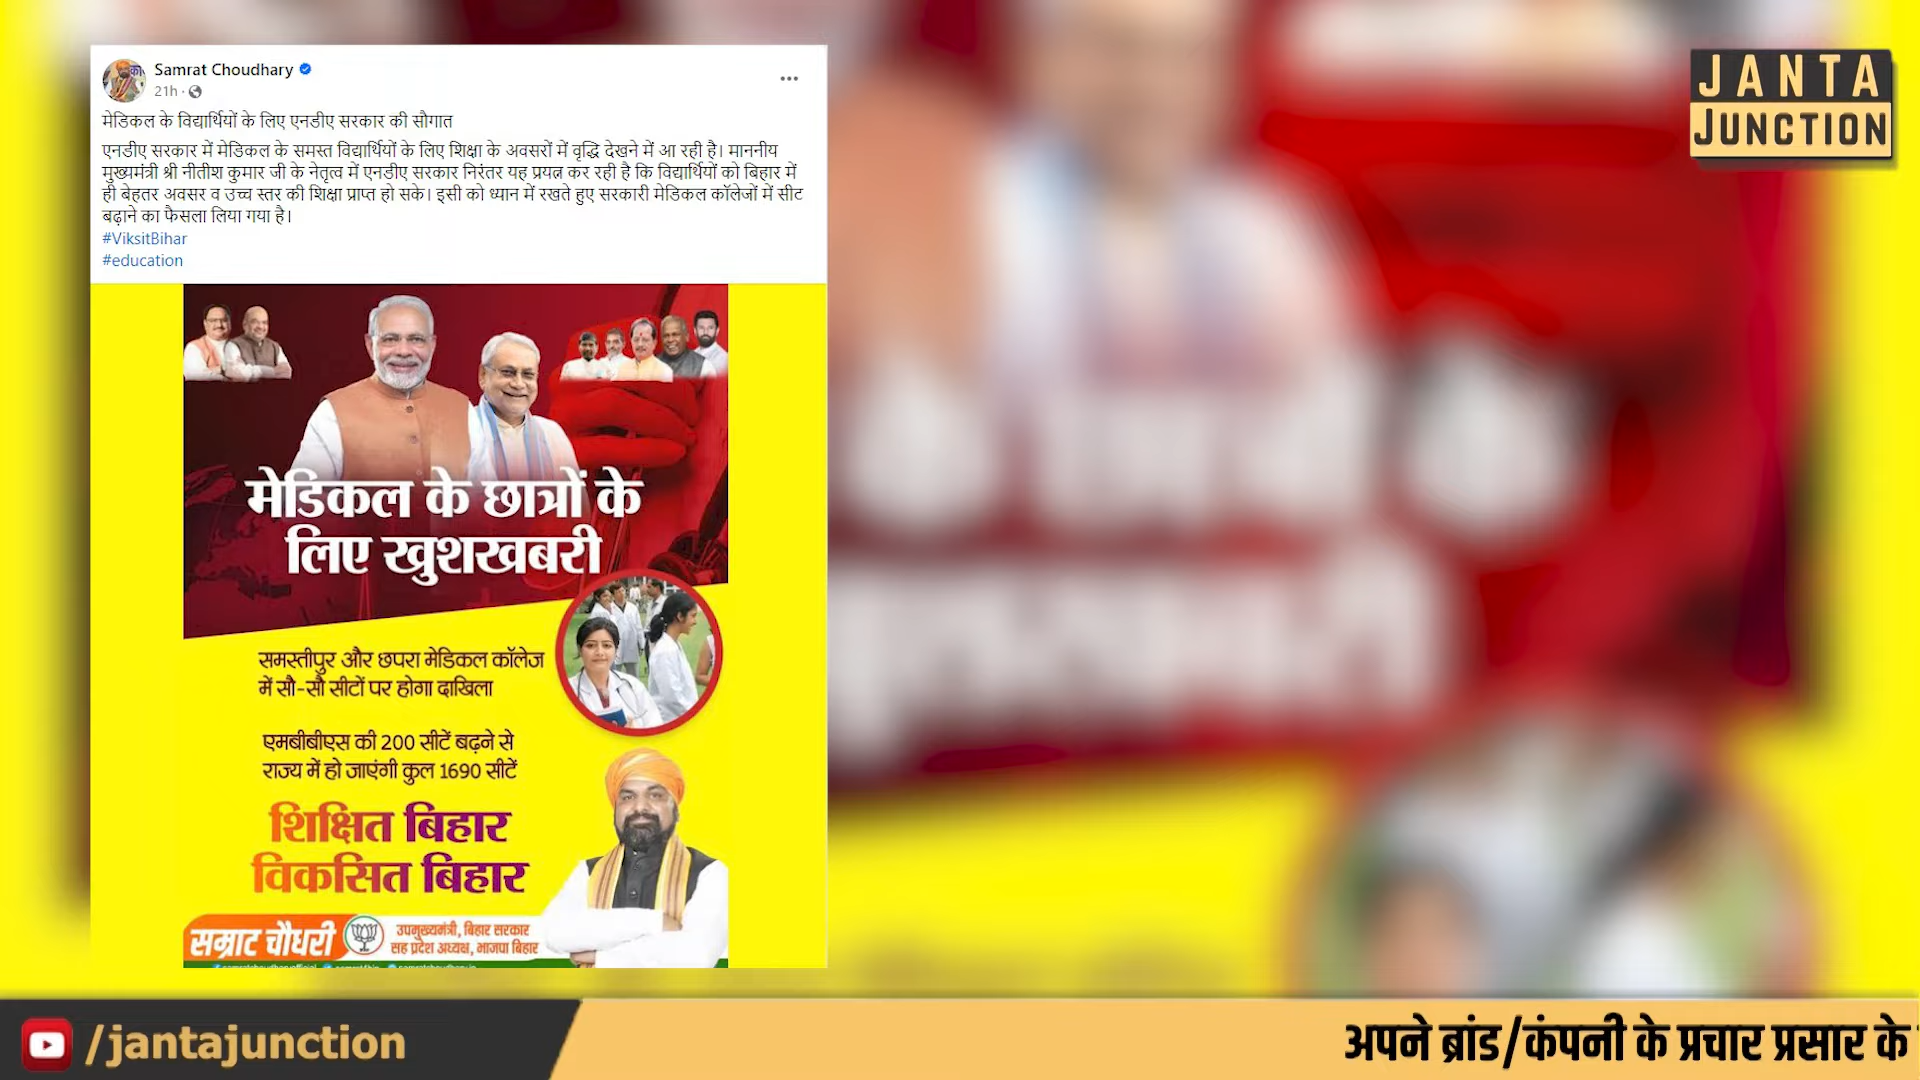 Samrat Choudhary
21h
मेडिकल के विद्यार्थियों के लिए एनडीए सरकार की सौगात
एनडीए सरकार में मेडिकल के समस्त विद्यार्थियों के लिए शिक्षा के अवसरों में वृद्धि देखने में आ रही है। माननीय
मुख्यमंत्री श्री नीतीश कुमार जी के नेतृत्व में एनडीए सरकार निरंतर यह प्रयत्न कर रही है कि विद्यार्थियों को बिहार में
ही बेहतर अवसर व उच्च स्तर की शिक्षा प्राप्त हो सके। इसी को ध्यान में रखते हुए सरकारी मेडिकल कॉलेजों में सीट
बढ़ाने का फैसला लिया गया है।
#ViksitBihar
#education
मेडिकल के छात्रों के
लिए खुशखबरी
समस्तीपुर और छपरा मेडिकल कॉलेज
में सौ-सौ सीटों पर होगा दाखिला
एमबीबीएस की 200 सीटें बढ़ने से
राज्य में हो जाएंगी कुल 1690 सीटें
शिक्षित बिहार
विकसित बिहार
सम्राट चौधरी
उपमुख्यमंत्री, बिहार सरकार
सह प्रदेश अध्यक्ष, भाजपा बिहार
JANTA
JUNCTION
/jantajunction
अपने ब्रांड/कंपनी के प्रचार प्रसार के